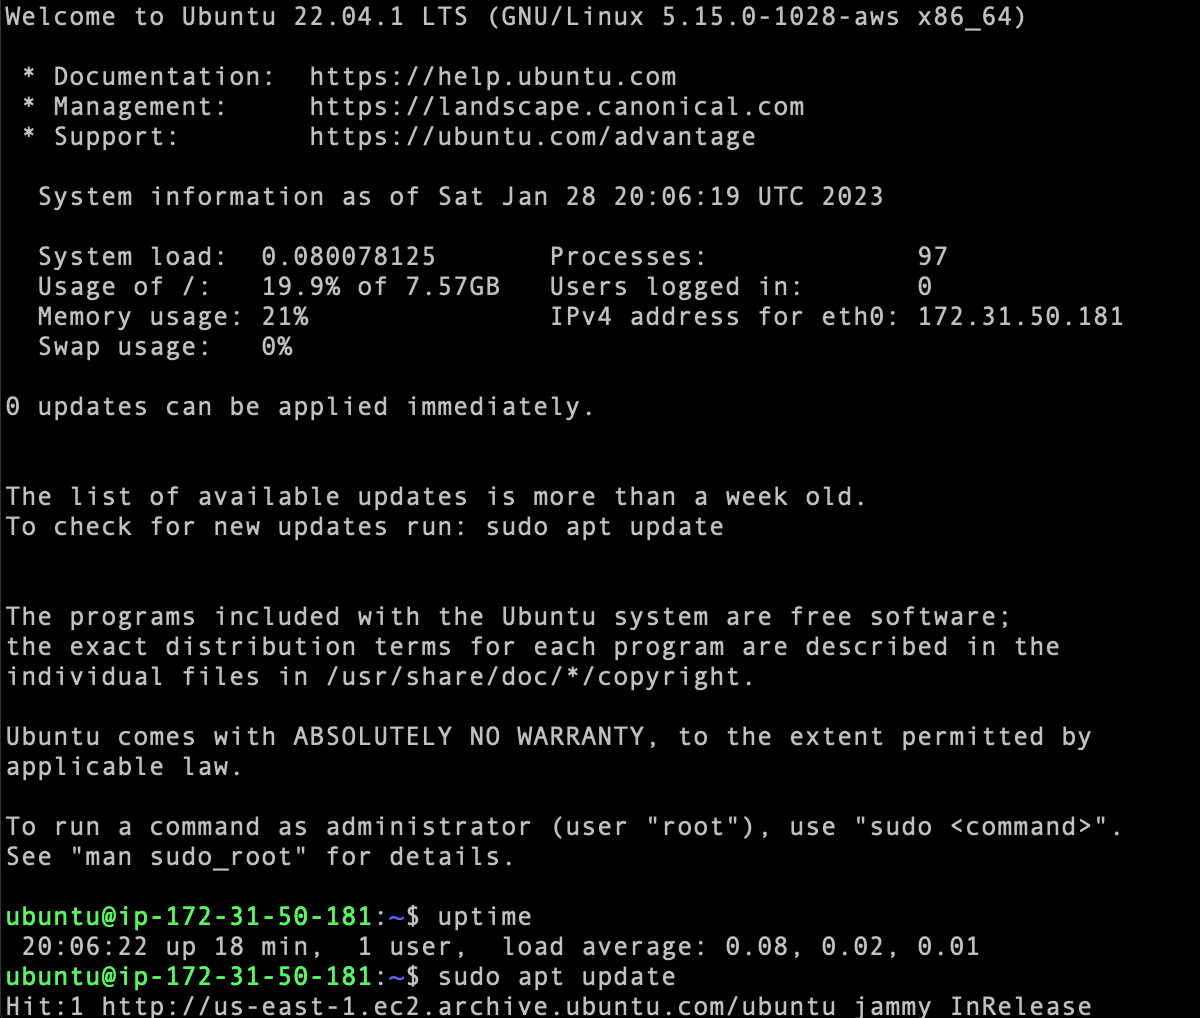 Welcome to Ubuntu 22.04.1 LTS (GNU/Linux 5.15.0-1028-aws x86_64)

 * Documentation:  https://help.ubuntu.com
 * Management:     https://landscape.canonical.com
 * Support:        https://ubuntu.com/advantage

  System information as of Sat Jan 28 20:06:19 UTC 2023

  System load:  0.080078125       Processes:             97
  Usage of /:   19.9% of 7.57GB   Users logged in:       0
  Memory usage: 21%               IPv4 address for eth0: 172.31.50.181
  Swap usage:   0%

0 updates can be applied immediately.


The list of available updates is more than a week old.
To check for new updates run: sudo apt update


The programs included with the Ubuntu system are free software;
the exact distribution terms for each program are described in the
individual files in /usr/share/doc/*/copyright.

Ubuntu comes with ABSOLUTELY NO WARRANTY, to the extent permitted by
applicable law.

To run a command as administrator (user "root"), use "sudo <command>".
See "man sudo_root" for details.

ubuntu@ip-172-31-50-181:~$ uptime
 20:06:22 up 18 min,  1 user,  load average: 0.08, 0.02, 0.01
ubuntu@ip-172-31-50-181:~$ sudo apt update
Hit:1 http://us-east-1.ec2.archive.ubuntu.com/ubuntu jammy InRelease